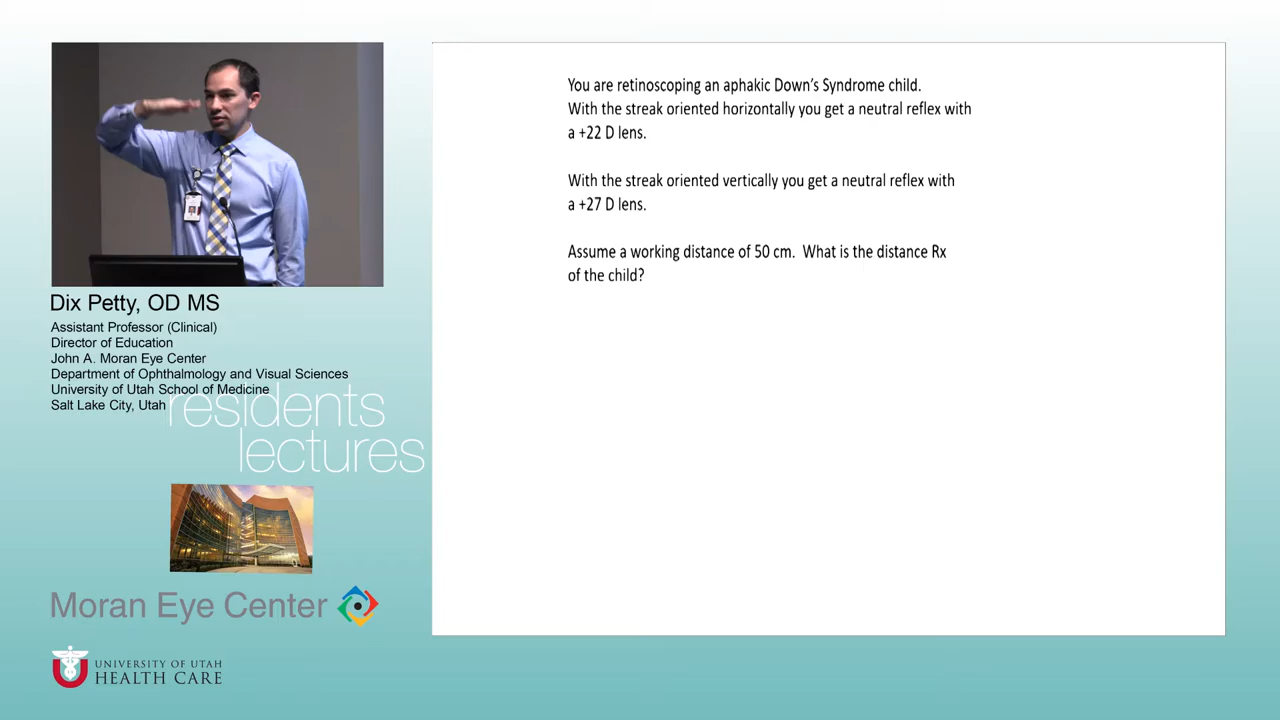 You are retinoscoping an aphakic Down's Syndrome child.
With the streak oriented horizontally you get a neutral reflex with
a +22 D lens.
With the streak oriented vertically you get a neutral reflex with
a +27 D lens.
Assume a working distance of 50 cm. What is the distance Rx
of the child?
Dix Petty, OD MS
Assistant Professor (Clinical)
Director of Education
John A. Moran Eye Center
Department of Ophthalmology and Visual Sciences
University of Utah School of Medicine
Salt Lake City, Utah
residents
lectures
Moran Eye Center
UNIVERSITY OF UTAH
HEALTH CARE